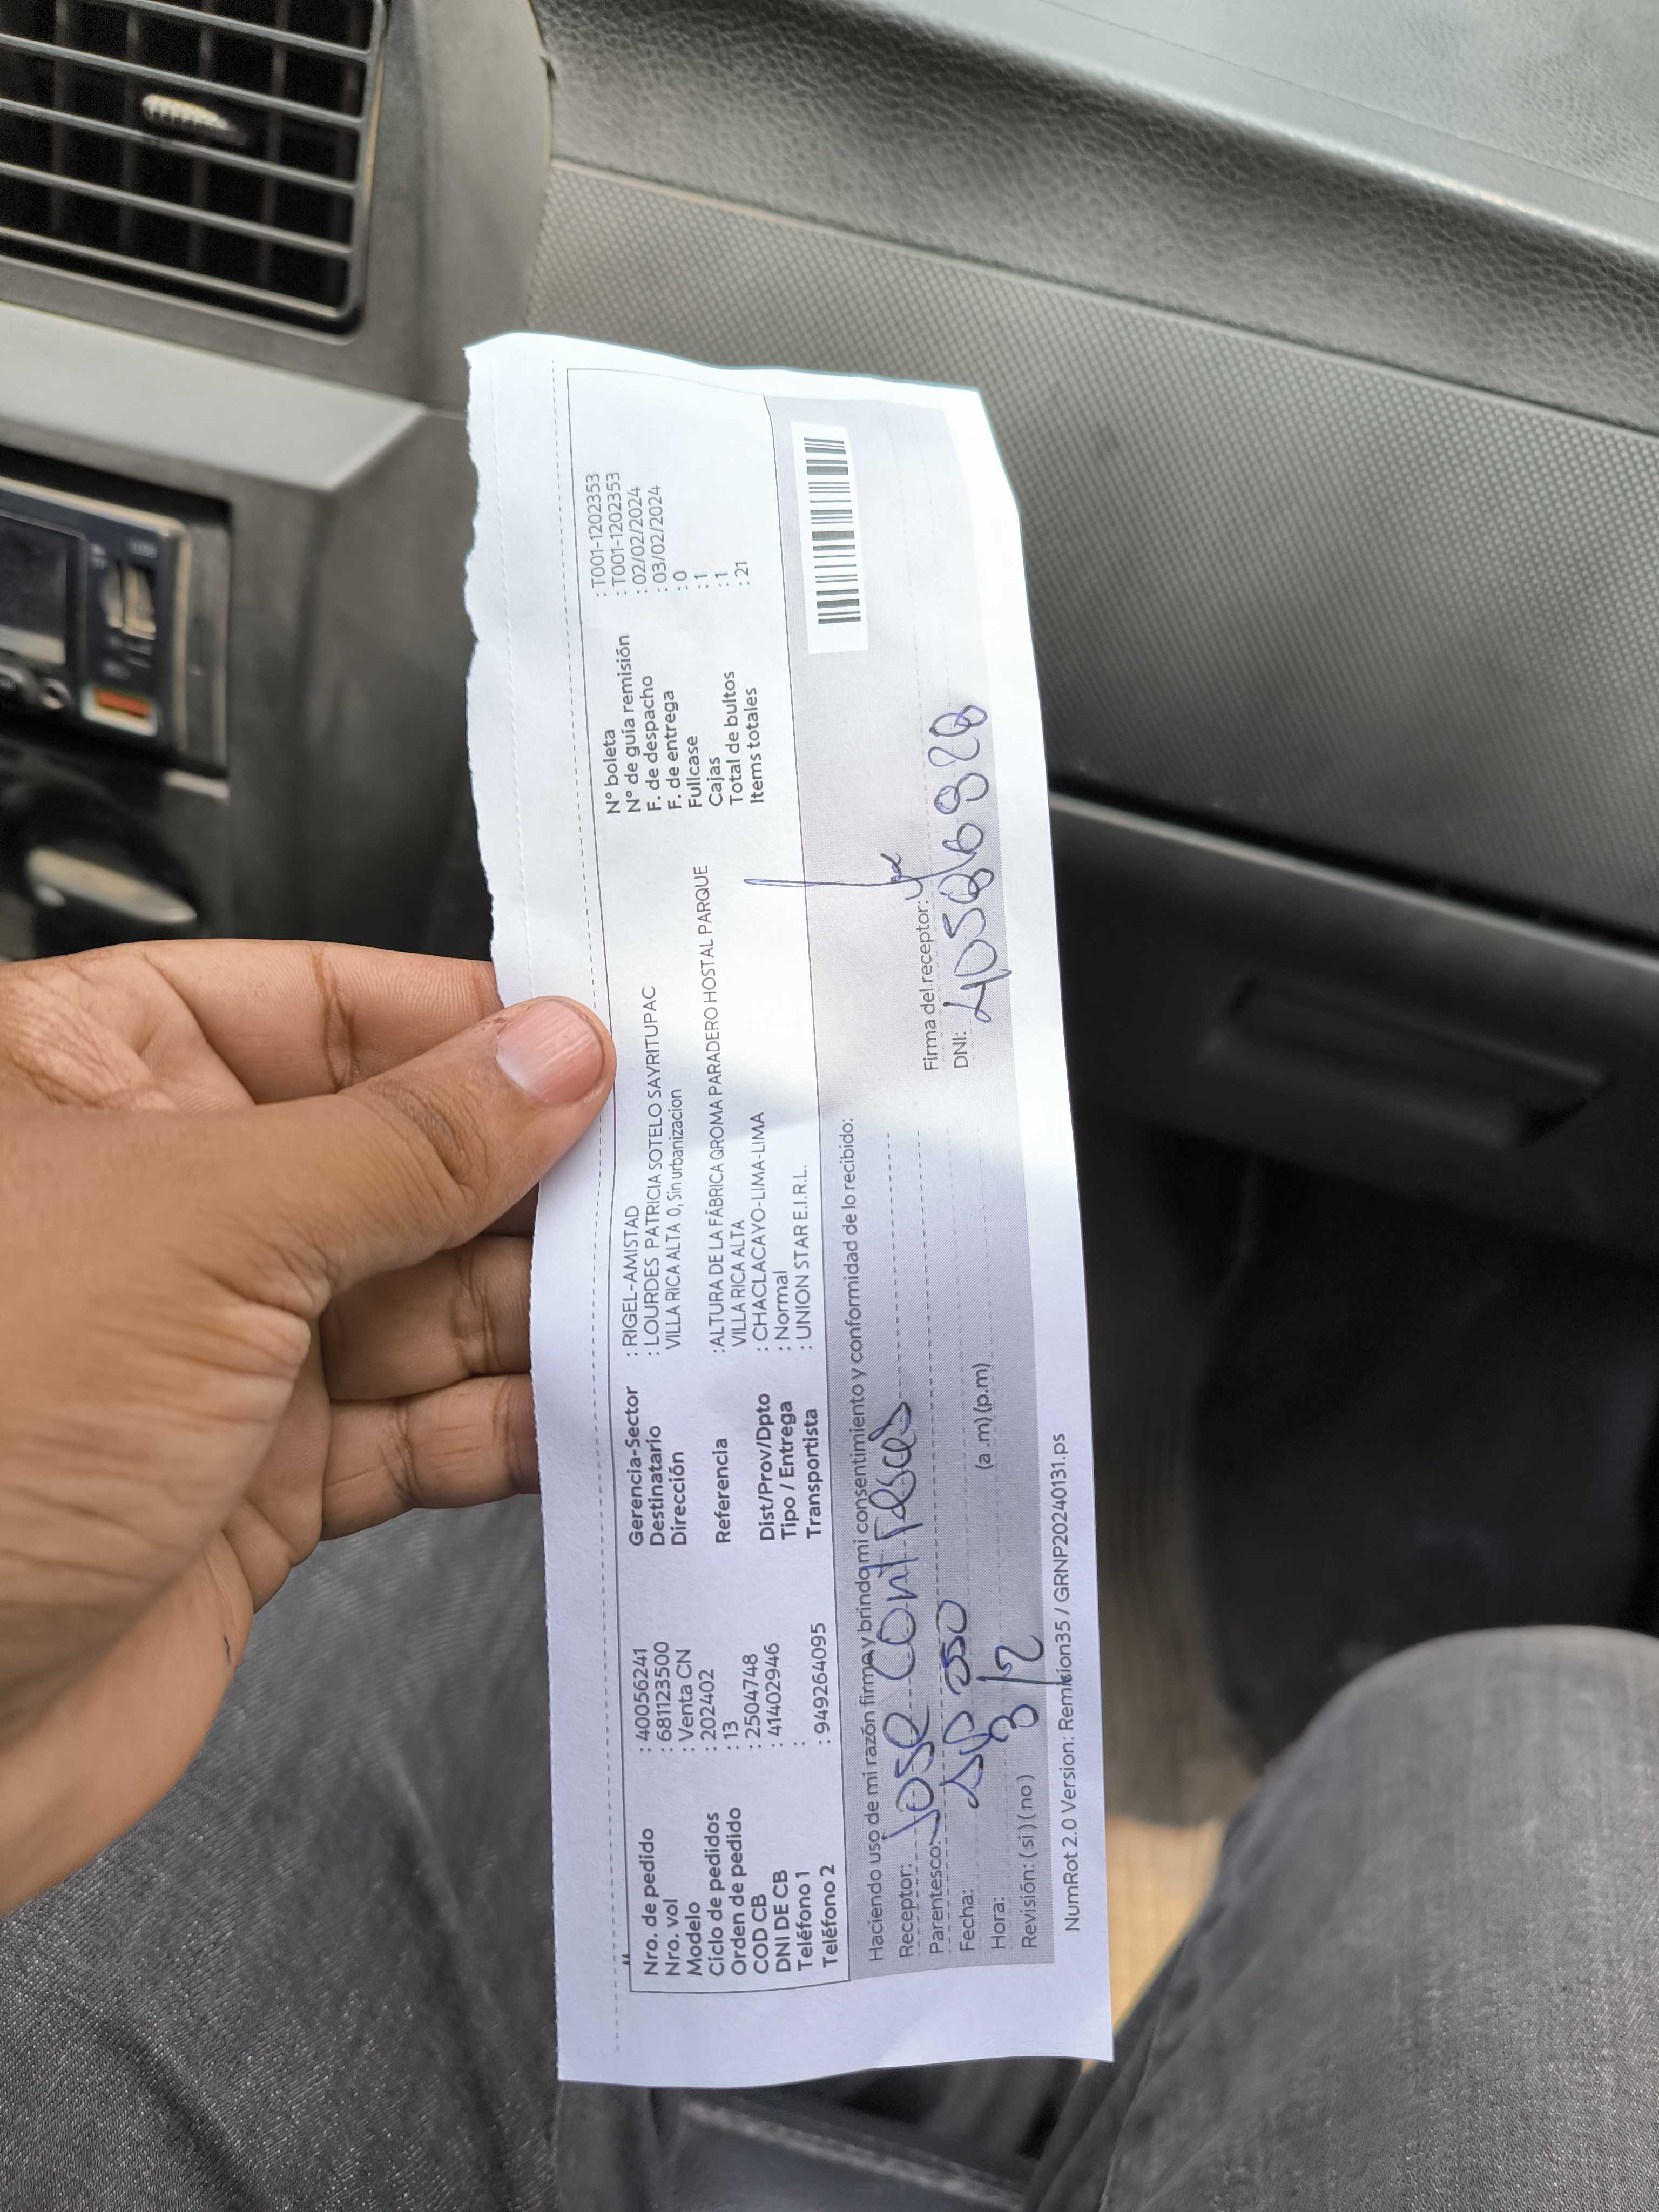 Nro. de pedido : 40056241
Nro. vol : 681123500
Modelo : Venta CN
Ciclo de pedidos : 202402
Orden de pedido : 13
COD CB : 2504748
DNI DE CB : 41402946
Teléfono 1 :
Teléfono 2 : 949264095
Gerencia-Sector : RIGEL-AMISTAD
Destinatario : LOURDES PATRICIA SOTELO SAYRITUPAC
Dirección VILLA RICA ALTA 0, Sin urbanizacion
Referencia : ALTURA DE LA FÁBRICA QROMA PARADERO HOSTAL PARQUE
VILLA RICA ALTA
Dist/Prov/Dpto : CHACLACAYO-LIMA-LIMA
Tipo / Entrega : Normal
Transportista : UNION STAR E.I.R.L.
N° boleta : T001-1202353
N° de guía remisión : T001-1202353
F. de despacho : 02/02/2024
F. de entrega : 03/02/2024
Fullcase : 0
Cajas : 1
Total de bultos : 1
Items totales : 21
Haciendo uso de mi razón firma y brindo mi consentimiento y conformidad de lo recibido:
Receptor: Jose Contreras
Parentesco: esposo
Fecha: 3/2
Hora: (a .m) (p.m)
Revisión: ( si ) ( no )
Firma del receptor:
DNI:
NumRot 2.0 Version: Remision35 / GRNP20240131.ps